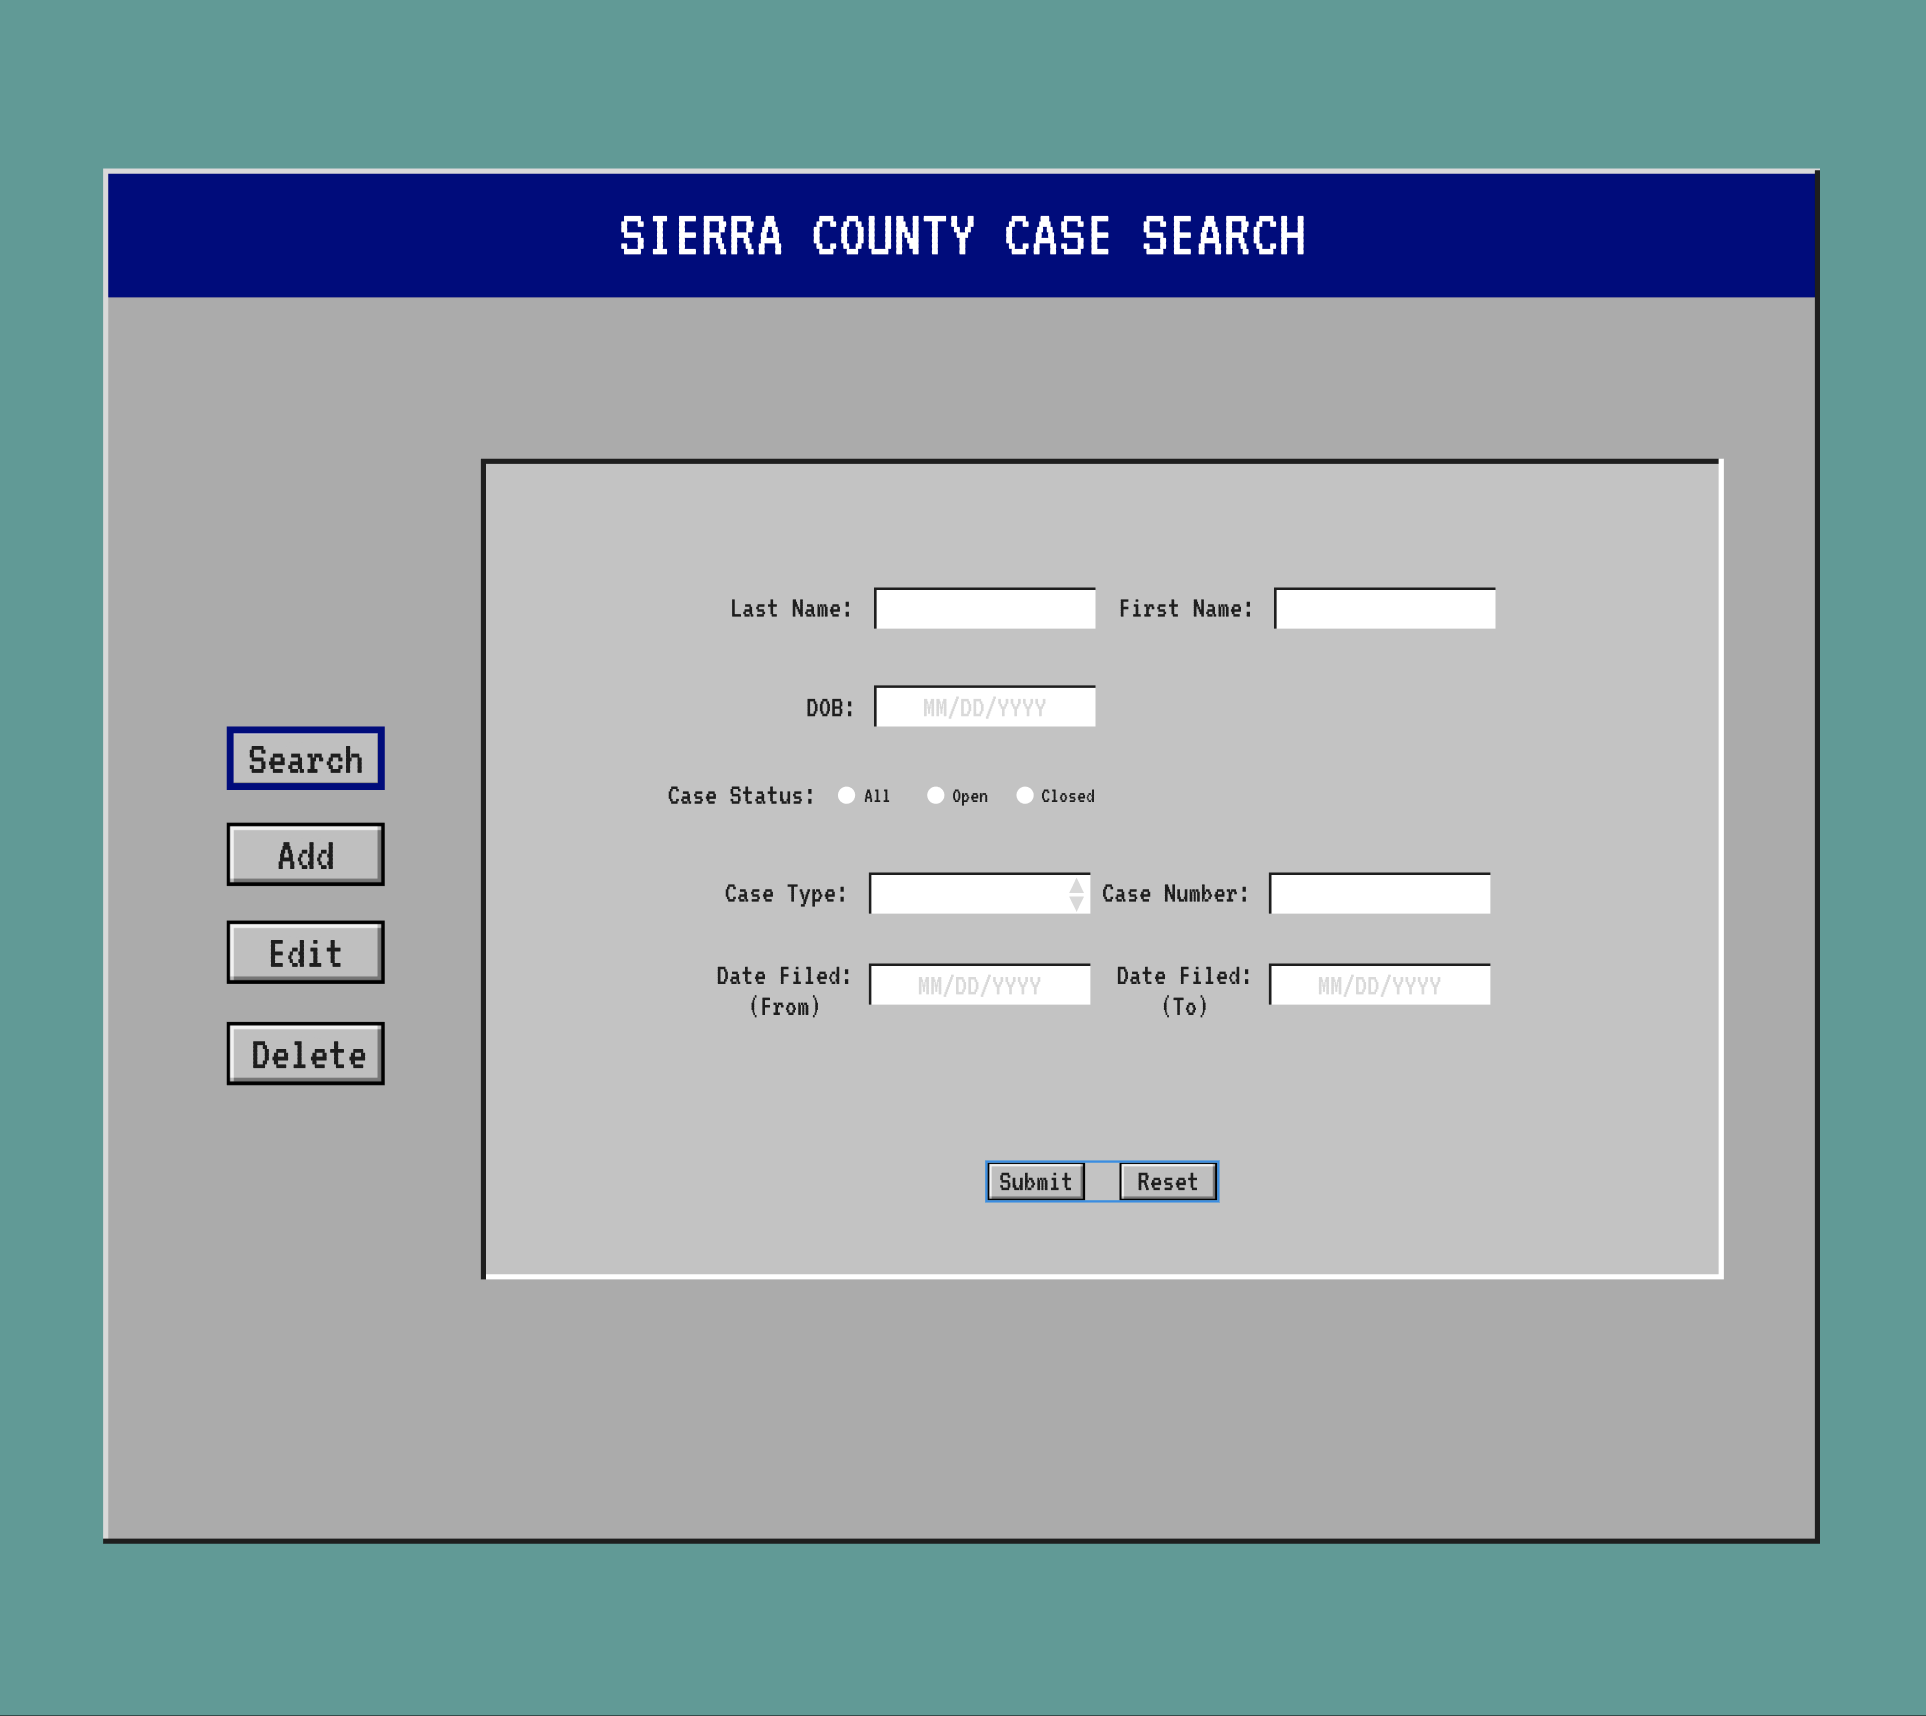 SIERRA COUNTY CASE SEARCH
Search
Add
Edit
Delete
Last Name: First Name:
DOB: MM/DD/YYYY
Case Status: All Open Closed
Case Type: Case Number:
Date Filed: MM/DD/YYYY Date Filed: MM/DD/YYYY
(From) (To)
Submit Reset